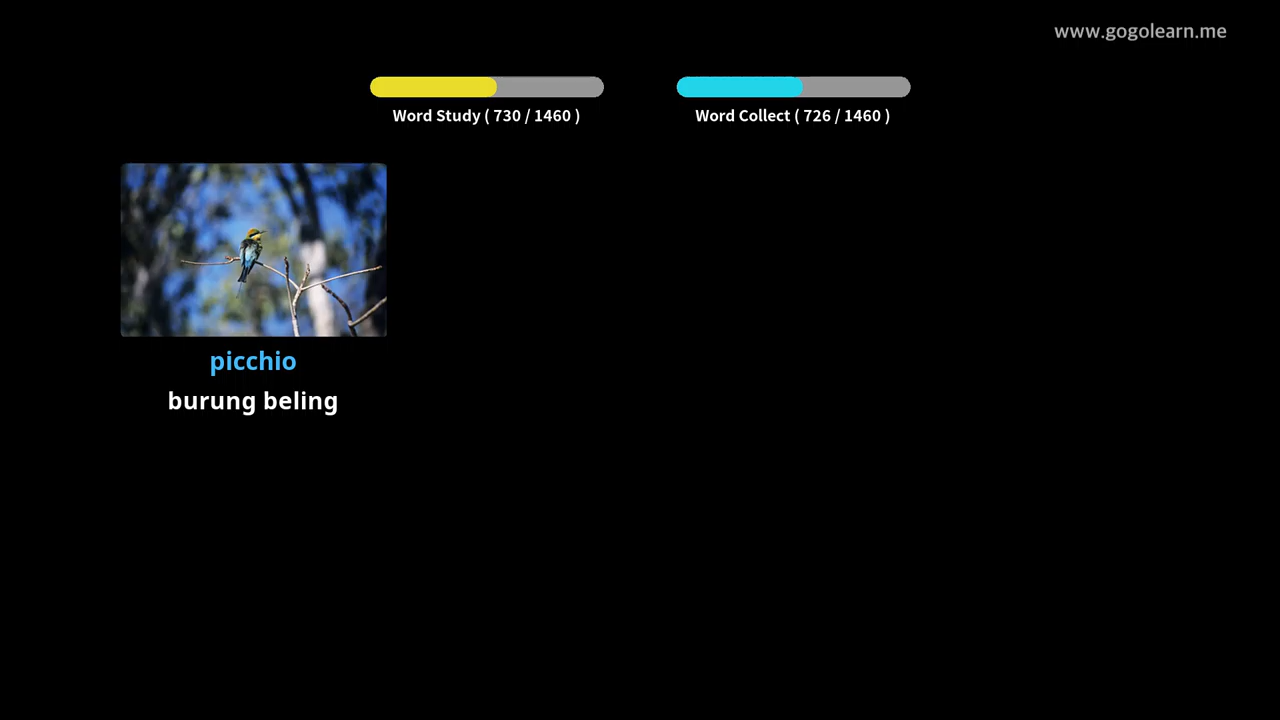 www.gogolearn.me
Word Study ( 730 / 1460 )
Word Collect ( 726 / 1460 )
picchio
burung beling